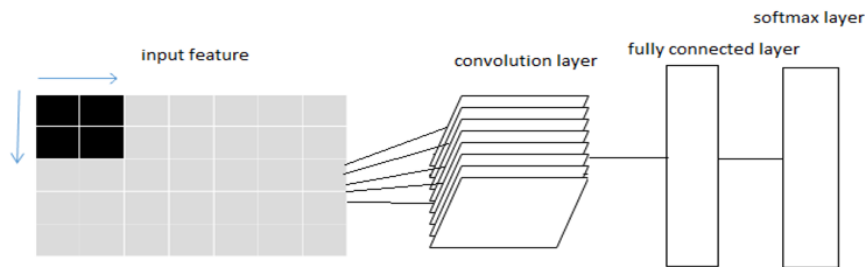 softmax layer
input feature
fully connected layer
convolution layer